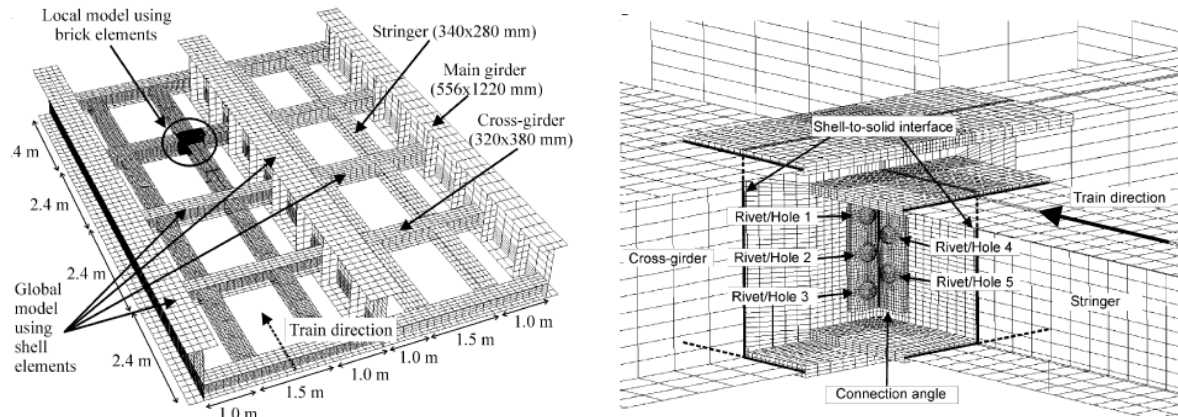 Local model using
brick elements
Stringer (340x280 mm)
Main girder
(556x1220 mm)
Cross-girder
(320x380 mm)
.4 m
2.4 m
2.4 m
2.4 m
Global
model
using
shell
elements
Train direction
1.0 m
1.5 m
1.0 m
1.0 m
1.5 m
1.0 m
Shell-to-solid interface
Train direction
Rivet/Hole 1
Rivet/Hole 4
Cross-girder
Rivet/Hole 2
Rivet/Hole 5
Rivet/Hole 3
Stringer
Connection angle